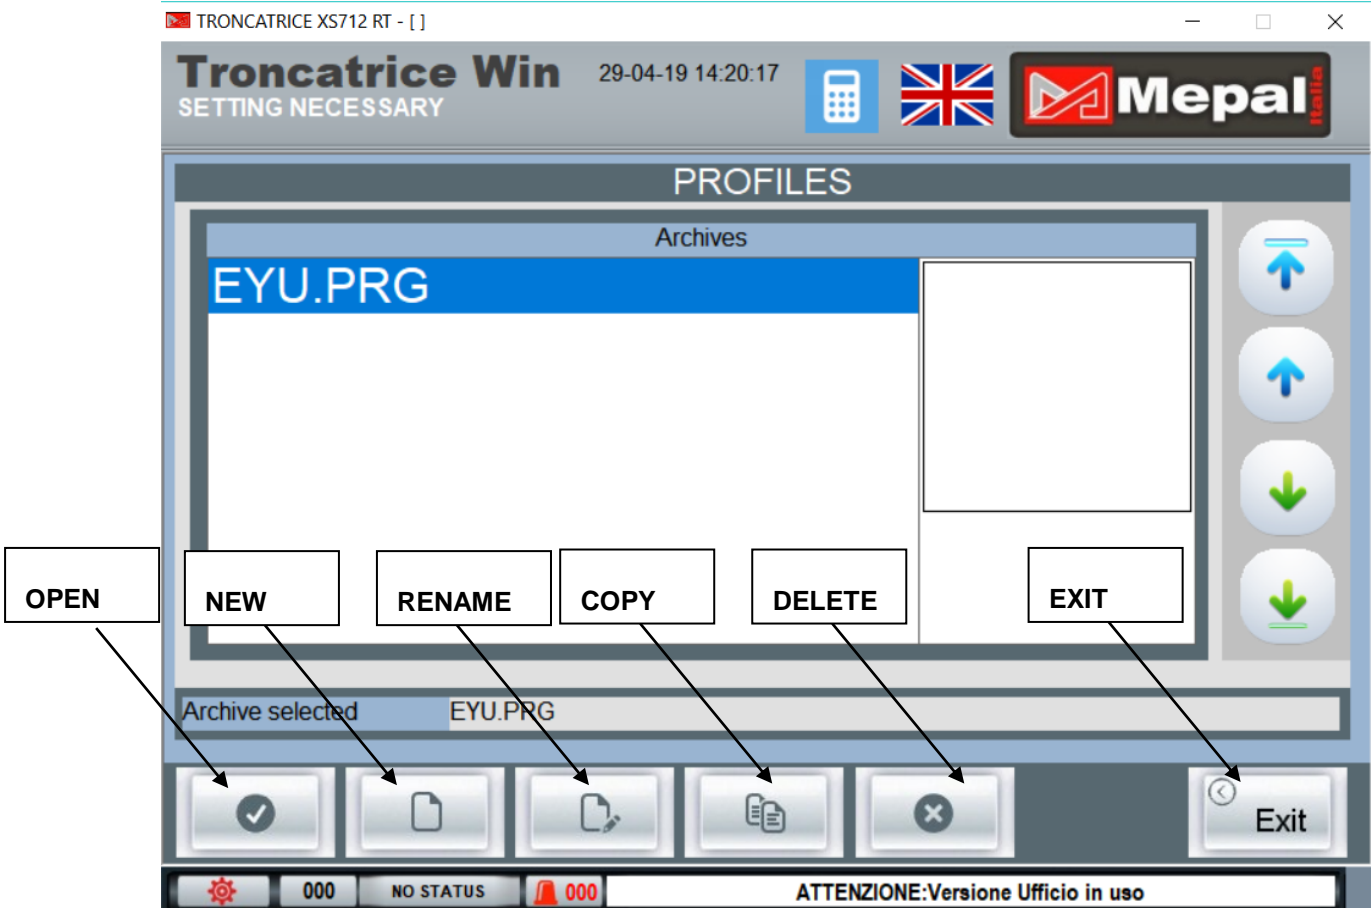 TRONCATRICE XS712 RT - [ ]
Troncatrice Win
29-04-19 14:20:17
SETTING NECESSARY
Mepal
Italia
PROFILES
Archives
EYU.PRG
OPEN
NEW
RENAME
COPY
DELETE
EXIT
Archive selected
EYU.PRG
Exit
000
NO STATUS
000
ATTENZIONE:Versione Ufficio in uso